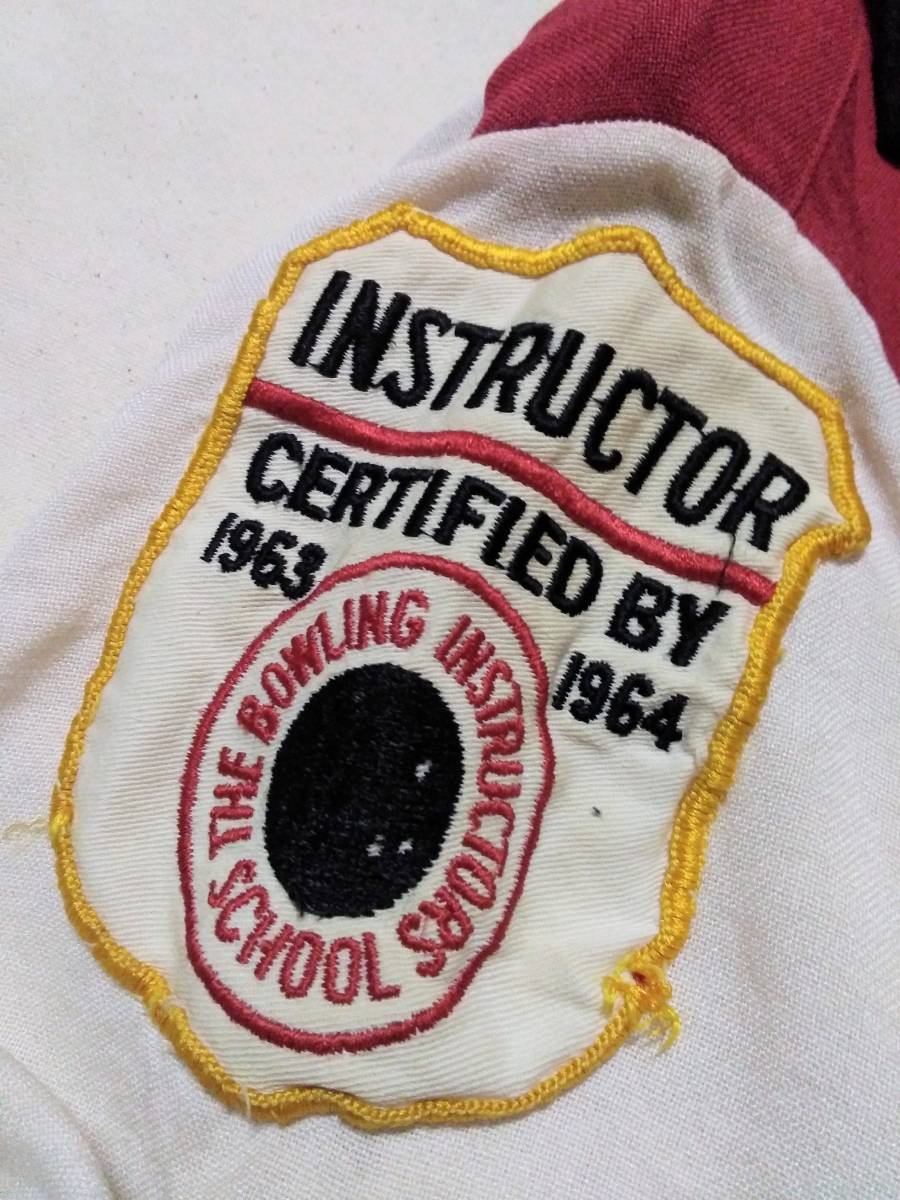 INSTRUCTOR
CERTIFIED BY
1963
1964
THE BOWLING INSTRUCTORS
SCHOOL